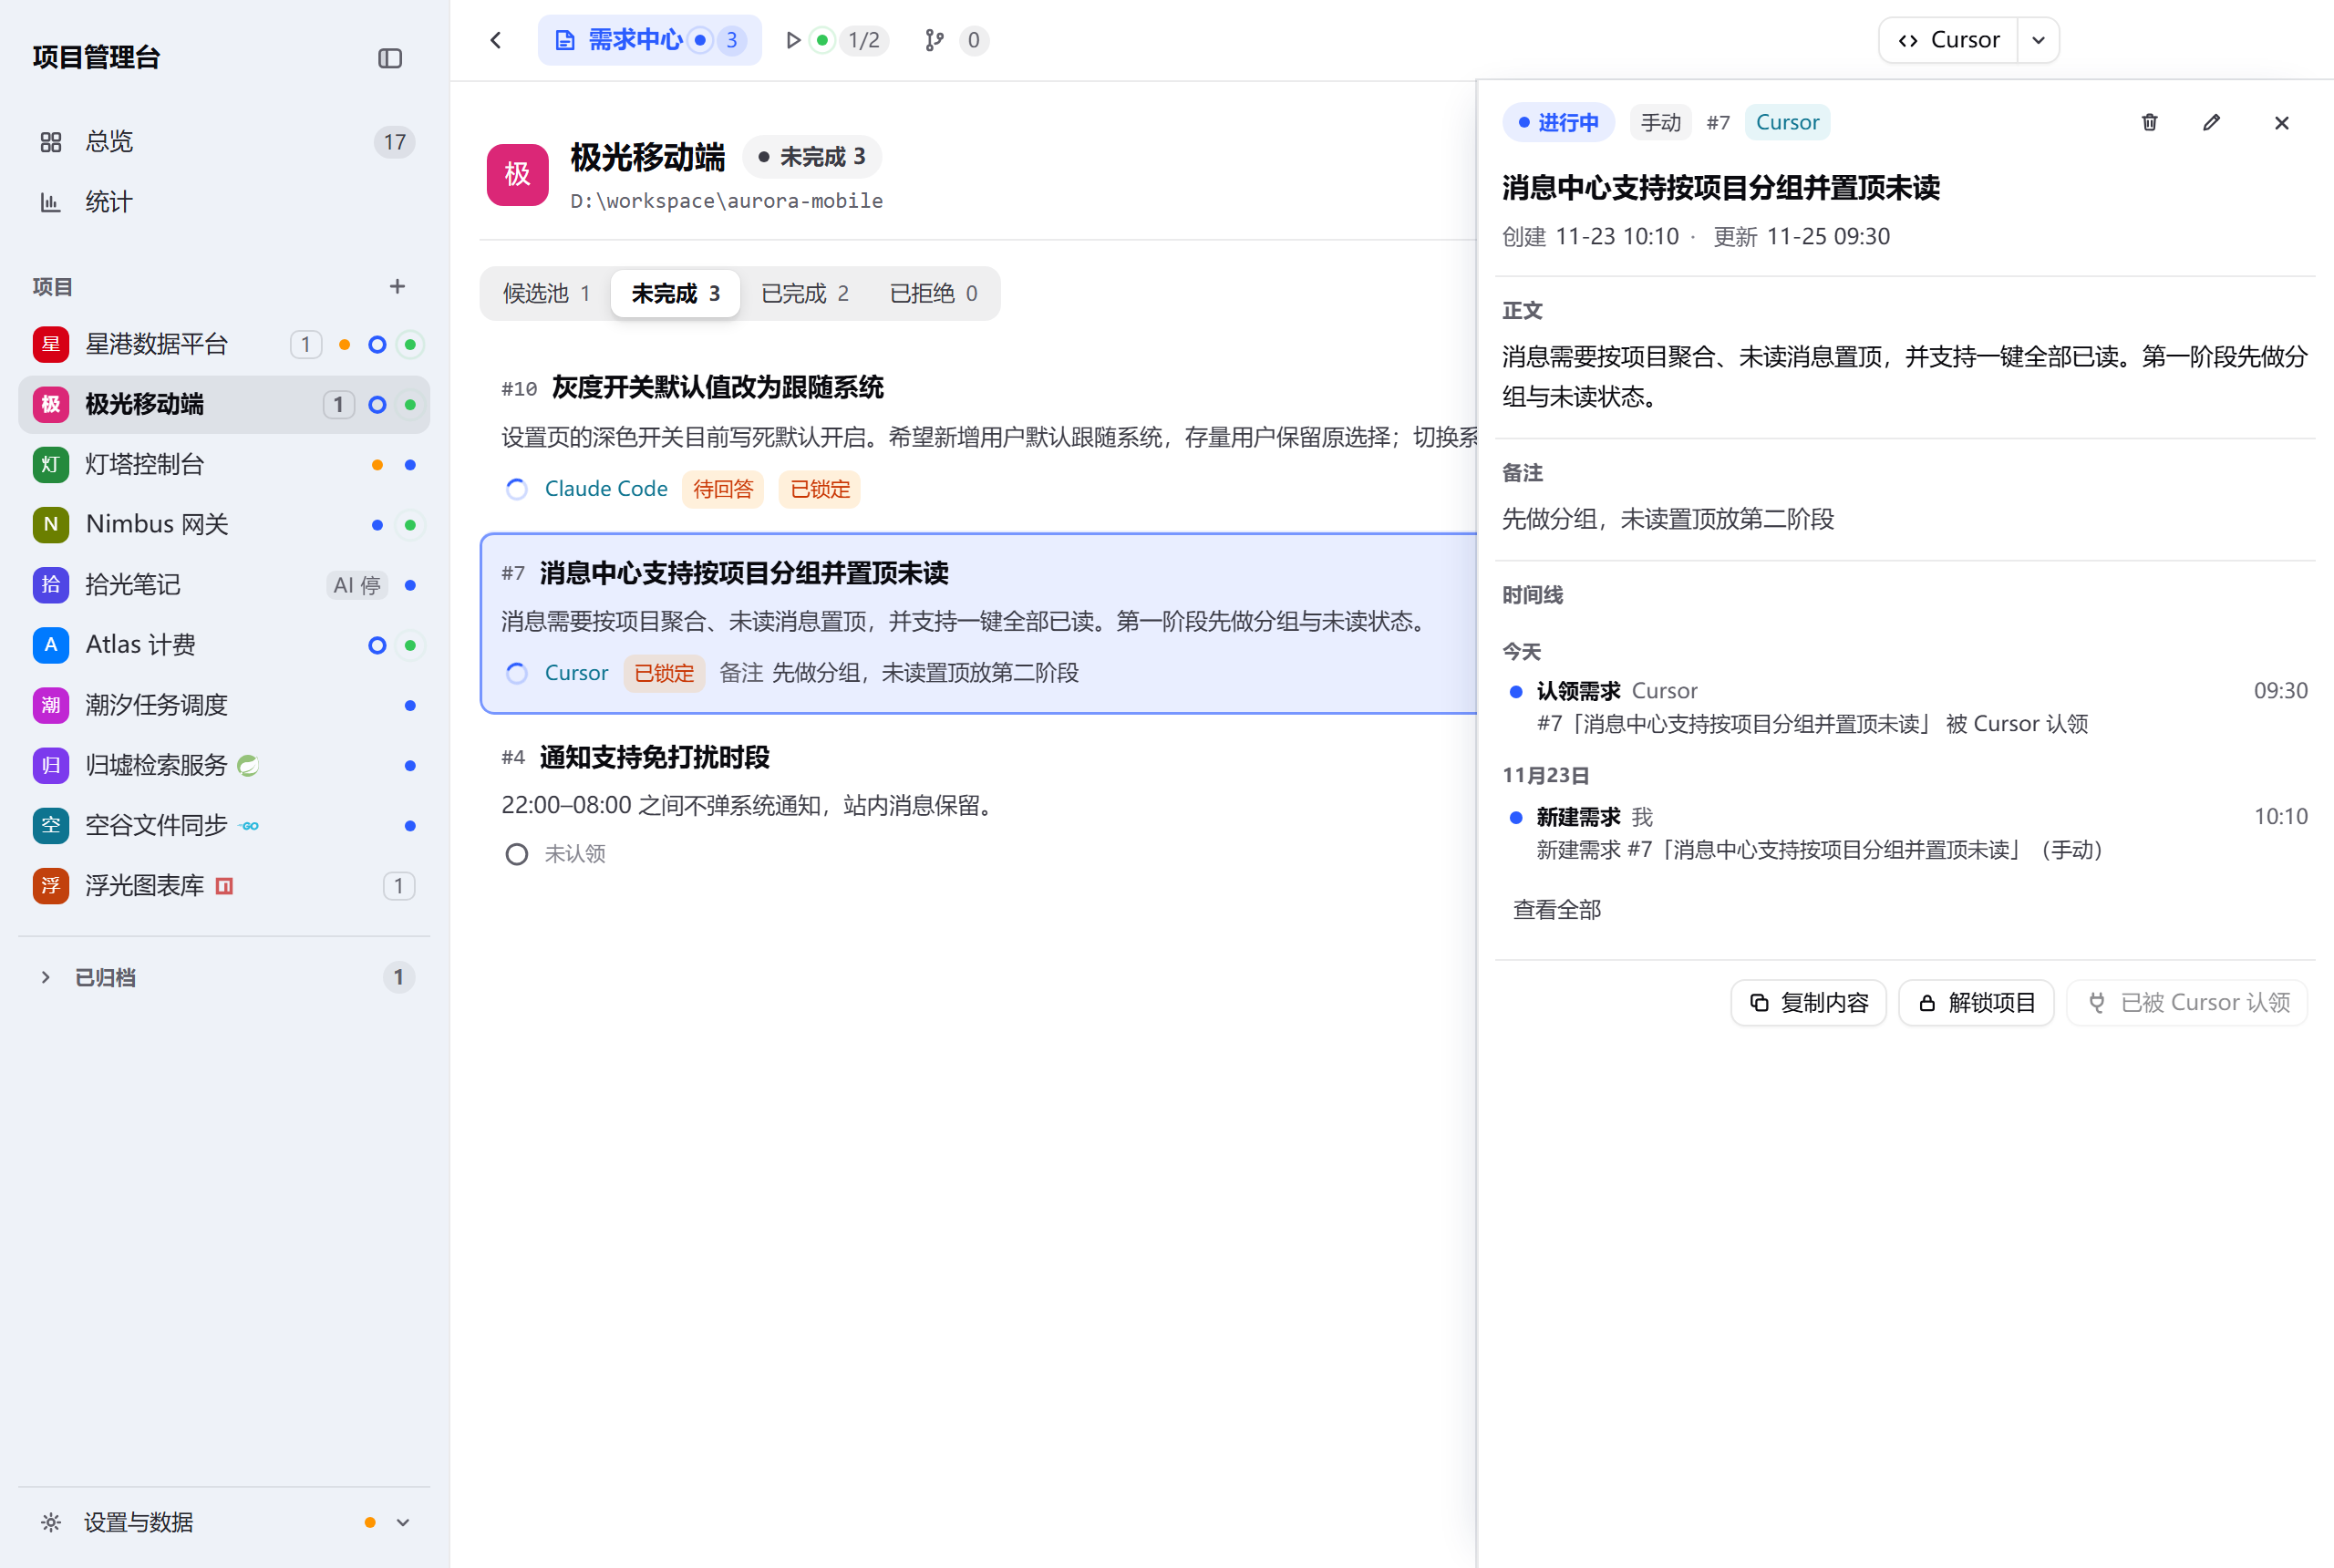 项目管理台
总览 17
统计
项目
星 星港数据平台 1
极 极光移动端 1
灯 灯塔控制台
N Nimbus 网关
拾 拾光笔记 AI 停
A Atlas 计费
潮 潮汐任务调度
归 归墟检索服务
空 空谷文件同步 GO
浮 浮光图表库 1
已归档 1
设置与数据
需求中心 3 1/2 0
Cursor
极 极光移动端 未完成 3
D:\workspace\aurora-mobile
候选池 1 未完成 3 已完成 2 已拒绝 0
#10 灰度开关默认值改为跟随系统
设置页的深色开关目前写死默认开启。希望新增用户默认跟随系统，存量用户保留原选择；切换系
Claude Code 待回答 已锁定
#7 消息中心支持按项目分组并置顶未读
消息需要按项目聚合、未读消息置顶，并支持一键全部已读。第一阶段先做分组与未读状态。
Cursor 已锁定 备注 先做分组，未读置顶放第二阶段
#4 通知支持免打扰时段
22:00–08:00 之间不弹系统通知，站内消息保留。
未认领
进行中 手动 #7 Cursor
消息中心支持按项目分组并置顶未读
创建 11-23 10:10 · 更新 11-25 09:30
正文
消息需要按项目聚合、未读消息置顶，并支持一键全部已读。第一阶段先做分
组与未读状态。
备注
先做分组，未读置顶放第二阶段
时间线
今天
认领需求 Cursor 09:30
#7「消息中心支持按项目分组并置顶未读」 被 Cursor 认领
11月23日
新建需求 我 10:10
新建需求 #7「消息中心支持按项目分组并置顶未读」（手动）
查看全部
复制内容 解锁项目 已被 Cursor 认领